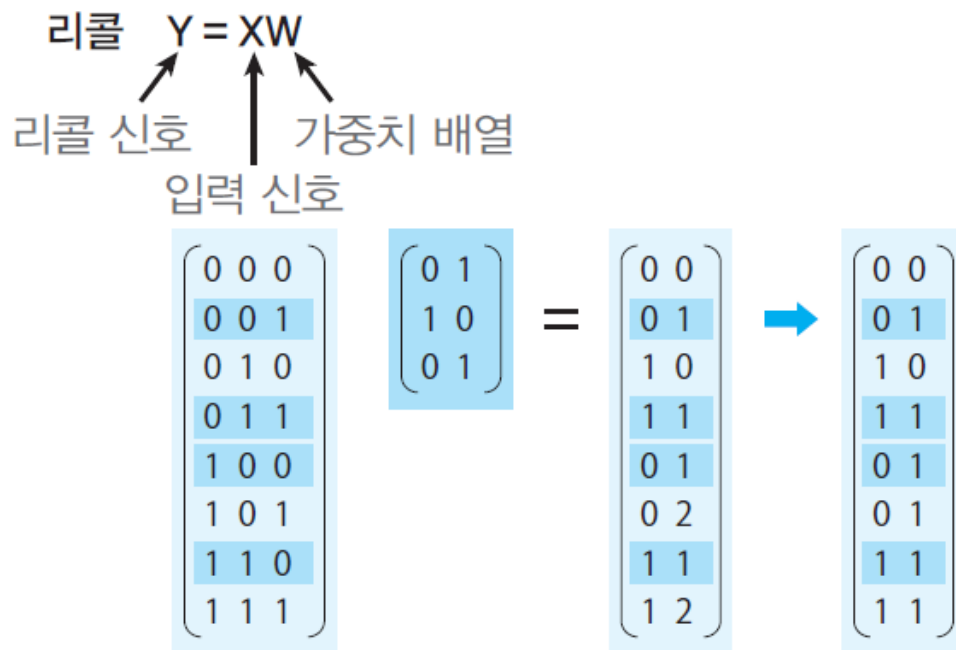 리콜 Y = XW
리콜 신호 가중치 배열
입력 신호
0 0 0 0 1 0 0 0 0
0 0 1 1 0 = 0 1 0 1
0 1 0 0 1 1 0 1 0
0 1 1 1 1 1 1
1 0 0 0 1 0 1
1 0 1 0 2 0 1
1 1 0 1 1 1 1
1 1 1 1 2 1 1